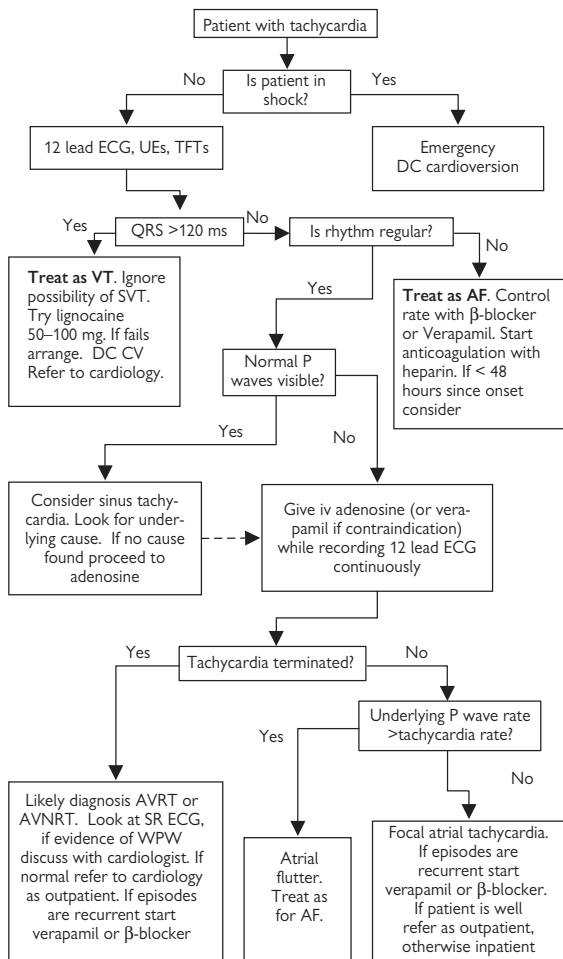 Patient with tachycardia
No
Is patient in
shock?
Yes
12 lead ECG, UEs, TFTs
Emergency
DC cardioversion
Yes
QRS >120 ms
No
Is rhythm regular?
No
Treat as VT. Ignore
possibility of SVT.
Try lignocaine
50–100 mg. If fails
arrange. DC CV
Refer to cardiology.
Yes
Treat as AF. Control
rate with β-blocker
or Verapamil. Start
anticoagulation with
heparin. If < 48
hours since onset
consider
Normal P
waves visible?
Yes
No
Consider sinus tachy-
cardia. Look for under-
lying cause. If no cause
found proceed to
adenosine
Give iv adenosine (or vera-
pamil if contraindication)
while recording 12 lead ECG
continuously
Yes
Tachycardia terminated?
No
Underlying P wave rate
>tachycardia rate?
Yes
No
Likely diagnosis AVRT or
AVNRT. Look at SR ECG,
if evidence of WPW
discuss with cardiologist. If
normal refer to cardiology
as outpatient. If episodes
are recurrent start
verapamil or β-blocker
Atrial
flutter.
Treat as
for AF.
Focal atrial tachycardia.
If episodes are
recurrent start
verapamil or β-blocker.
If patient is well
refer as outpatient,
otherwise inpatient